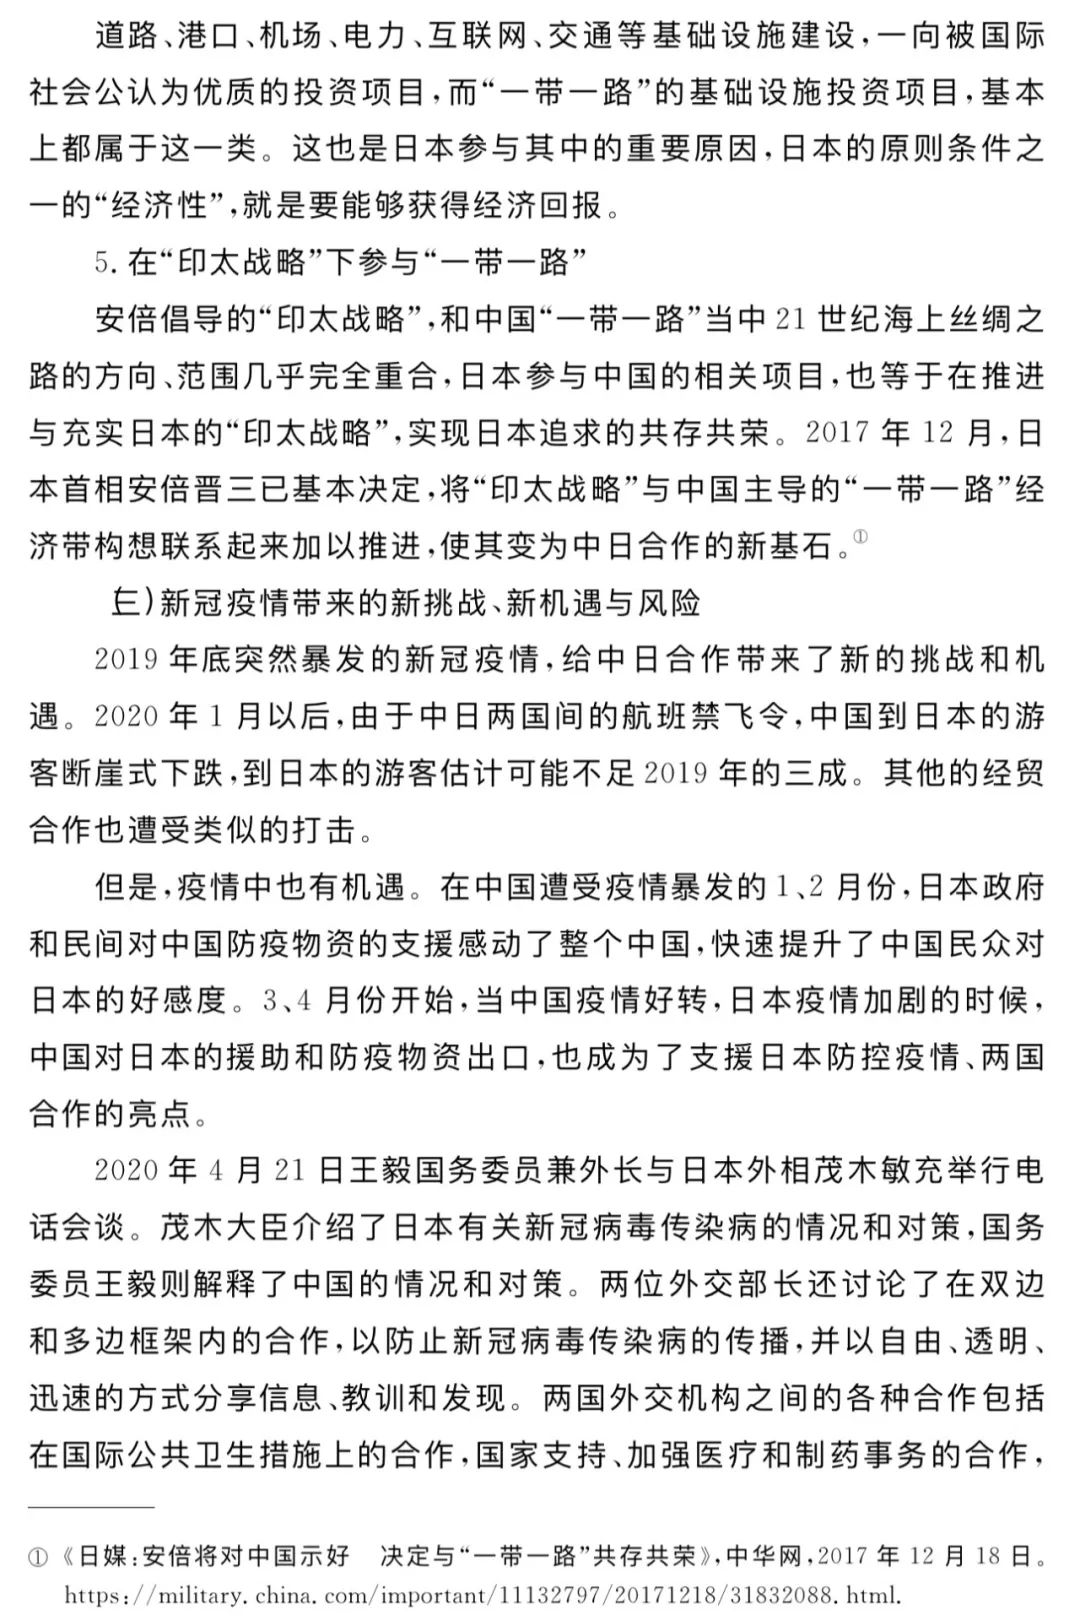 道路、港口、机场、电力、互联网、交通等基础设施建设，一向被国际
社会公认为优质的投资项目，而“一带一路”的基础设施投资项目，基本
上都属于这一类。这也是日本参与其中的重要原因，日本的原则条件之
一的“经济性”，就是要能够获得经济回报。
5. 在“印太战略”下参与“一带一路”
安倍倡导的“印太战略”，和中国“一带一路”当中 21 世纪海上丝绸之
路的方向、范围几乎完全重合，日本参与中国的相关项目，也等于在推进
与充实日本的“印太战略”，实现日本追求的共存共荣。2017 年 12 月，日
本首相安倍晋三已基本决定，将“印太战略”与中国主导的“一带一路”经
济带构想联系起来加以推进，使其变为中日合作的新基石。①
三）新冠疫情带来的新挑战、新机遇与风险
2019 年底突然暴发的新冠疫情，给中日合作带来了新的挑战和机
遇。2020 年 1 月以后，由于中日两国间的航班禁飞令，中国到日本的游
客断崖式下跌，到日本的游客估计可能不足 2019 年的三成。其他的经贸
合作也遭受类似的打击。
但是，疫情中也有机遇。在中国遭受疫情暴发的 1、2 月份，日本政府
和民间对中国防疫物资的支援感动了整个中国，快速提升了中国民众对
日本的好感度。3、4 月份开始，当中国疫情好转，日本疫情加剧的时候，
中国对日本的援助和防疫物资出口，也成为了支援日本防控疫情、两国
合作的亮点。
2020 年 4 月 21 日王毅国务委员兼外长与日本外相茂木敏充举行电
话会谈。茂木大臣介绍了日本有关新冠病毒传染病的情况和对策，国务
委员王毅则解释了中国的情况和对策。两位外交部长还讨论了在双边
和多边框架内的合作，以防止新冠病毒传染病的传播，并以自由、透明、
迅速的方式分享信息、教训和发现。两国外交机构之间的各种合作包括
在国际公共卫生措施上的合作，国家支持、加强医疗和制药事务的合作，
① 《日媒：安倍将对中国示好　决定与“一带一路”共存共荣》，中华网，2017 年 12 月 18 日。
https://military.china.com/important/11132797/20171218/31832088.html.